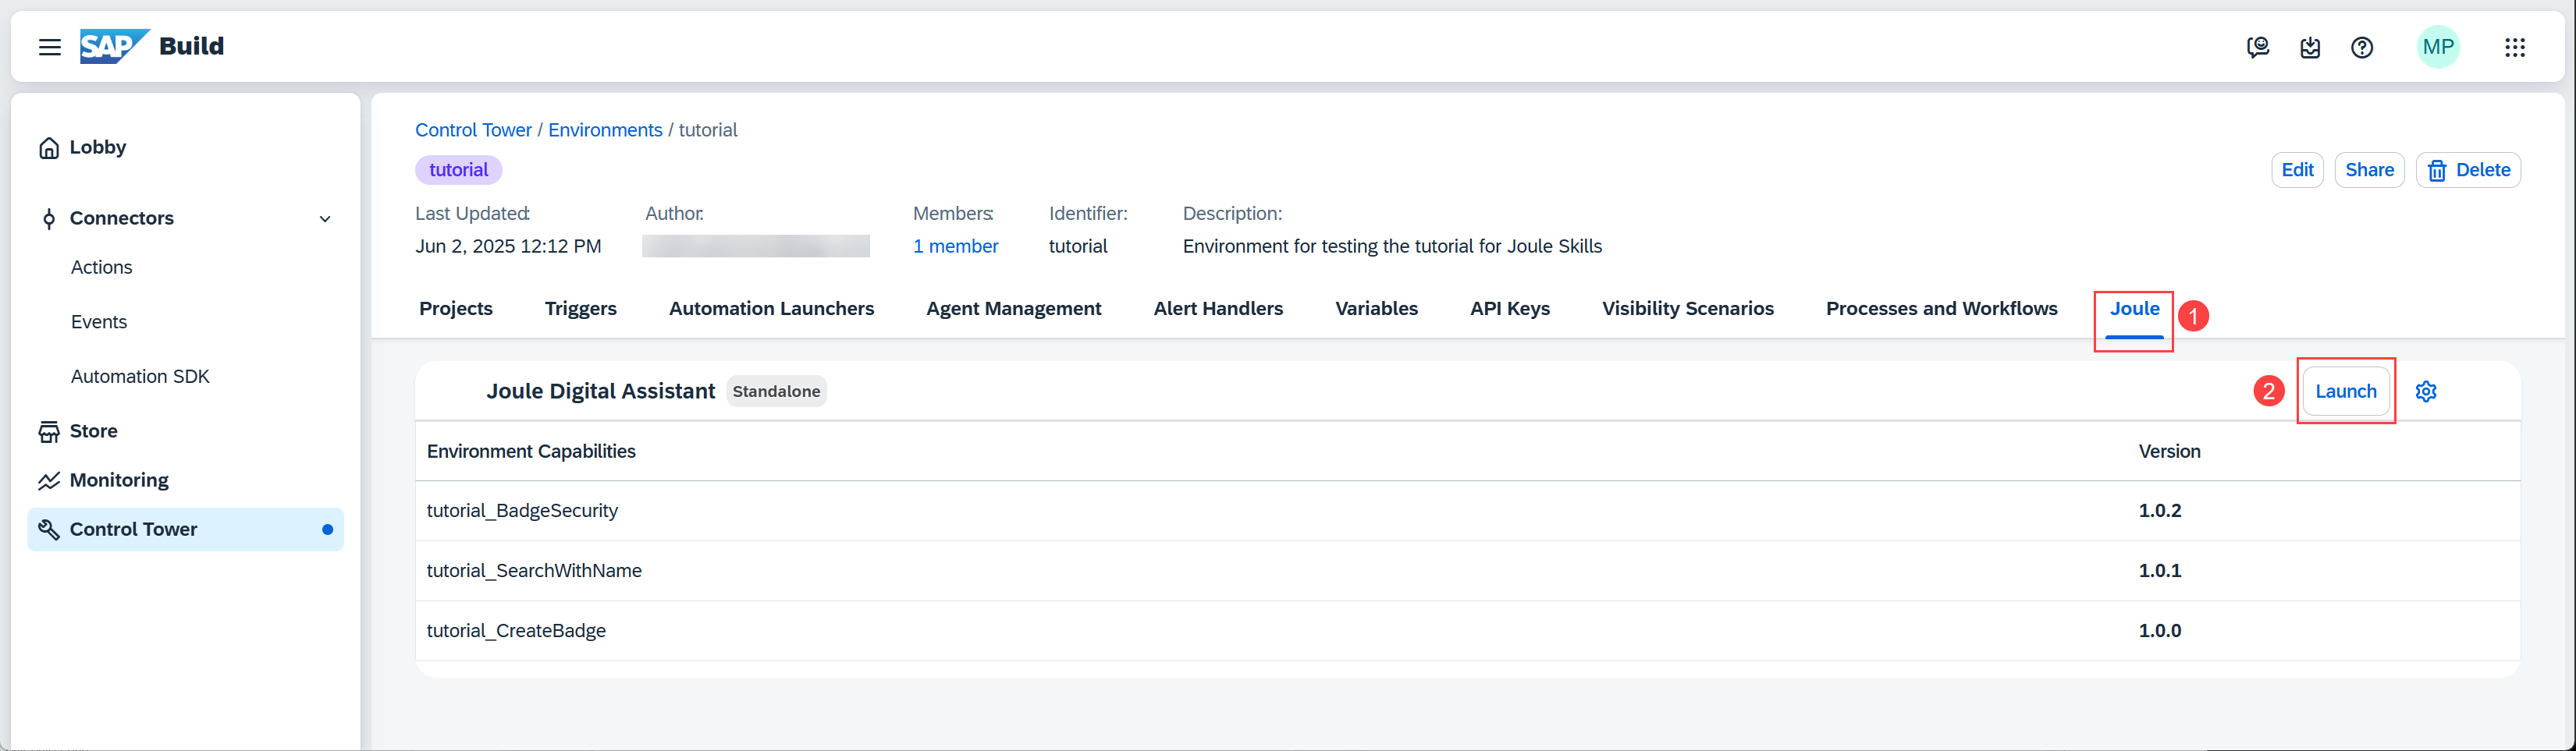 SAP Build
MP
Lobby
Connectors
Actions
Events
Automation SDK
Store
Monitoring
Control Tower
Control Tower / Environments / tutorial
tutorial
Edit Share Delete
Last Updated: Author: Members: Identifier: Description:
Jun 2, 2025 12:12 PM 1 member tutorial Environment for testing the tutorial for Joule Skills
Projects Triggers Automation Launchers Agent Management Alert Handlers Variables API Keys Visibility Scenarios Processes and Workflows Joule 1
Joule Digital Assistant Standalone 2 Launch
Environment Capabilities Version
tutorial_BadgeSecurity 1.0.2
tutorial_SearchWithName 1.0.1
tutorial_CreateBadge 1.0.0